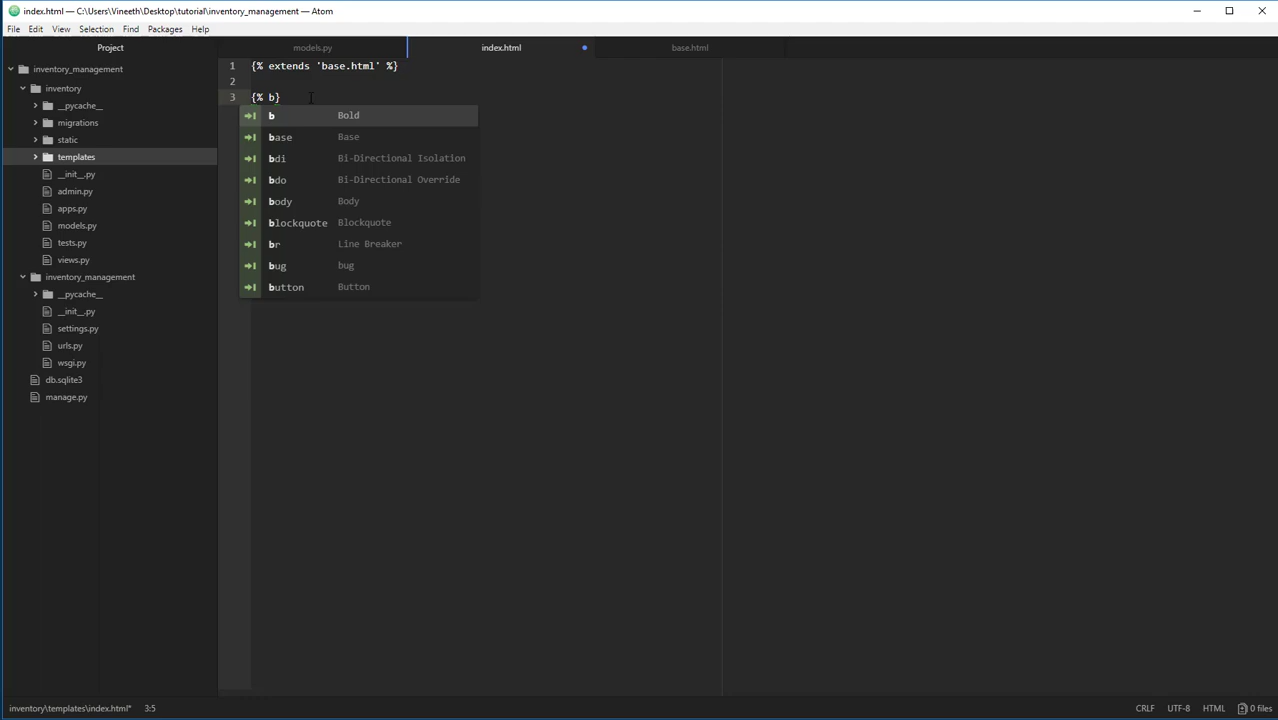 index.html — C:\Users\Vineeth\Desktop\tutorial\inventory_management — Atom
File Edit View Selection Find Packages Help
Project
inventory_management
inventory
__pycache__
migrations
static
templates
__init__.py
admin.py
apps.py
models.py
tests.py
views.py
inventory_management
__pycache__
__init__.py
settings.py
urls.py
wsgi.py
db.sqlite3
manage.py
models.py index.html base.html
1 {% extends 'base.html' %}
2
3 {% b}
b Bold
base Base
bdi Bi-Directional Isolation
bdo Bi-Directional Override
body Body
blockquote Blockquote
br Line Breaker
bug bug
button Button
inventory\templates\index.html* 3:5 CRLF UTF-8 HTML 0 files